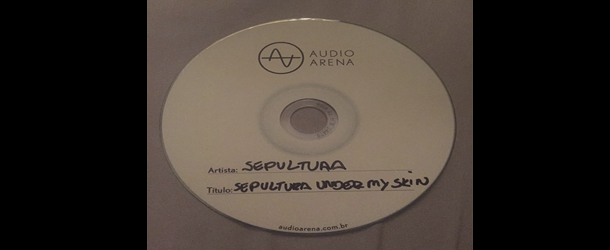 AUDIO
ARENA
Artista: SEPULTURA
Título: SEPULTURA UNDER MY SKIN
audioarena.com.br